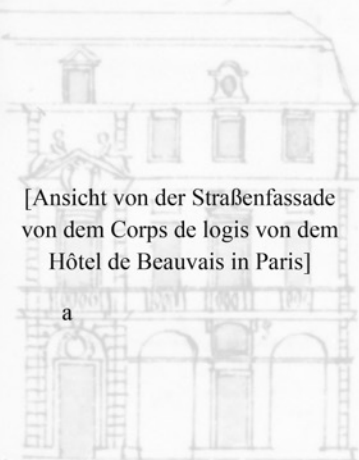 [Ansicht von der Straßenfassade
von dem Corps de logis von dem
Hôtel de Beauvais in Paris]
a